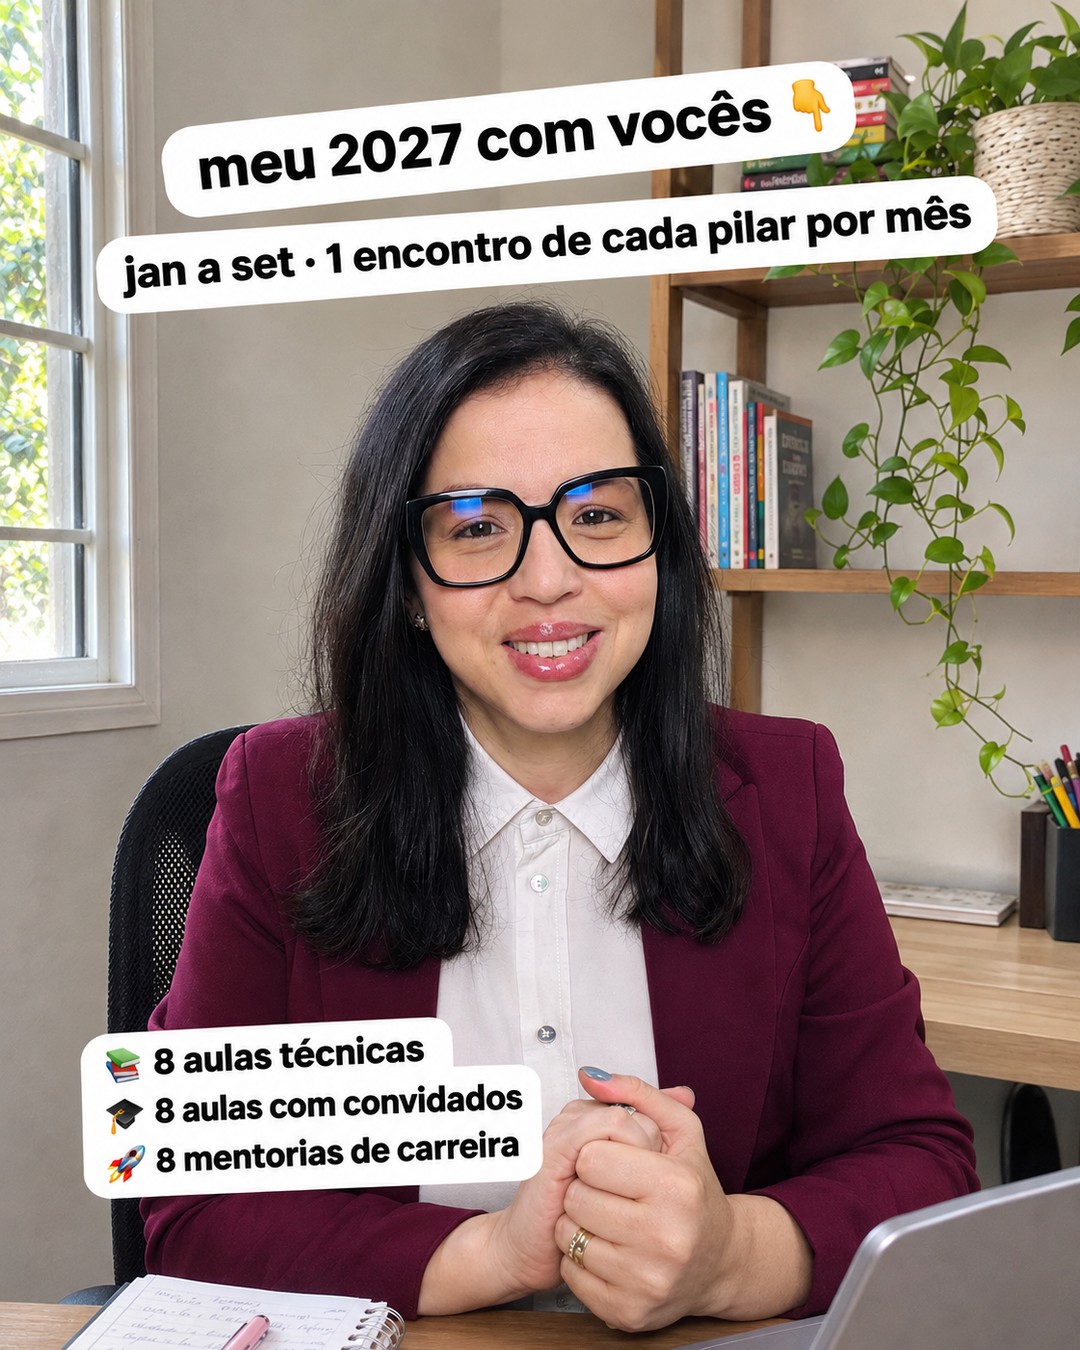 meu 2027 com vocês 👇
jan a set · 1 encontro de cada pilar por mês
📚 8 aulas técnicas
🎓 8 aulas com convidados
🚀 8 mentorias de carreira